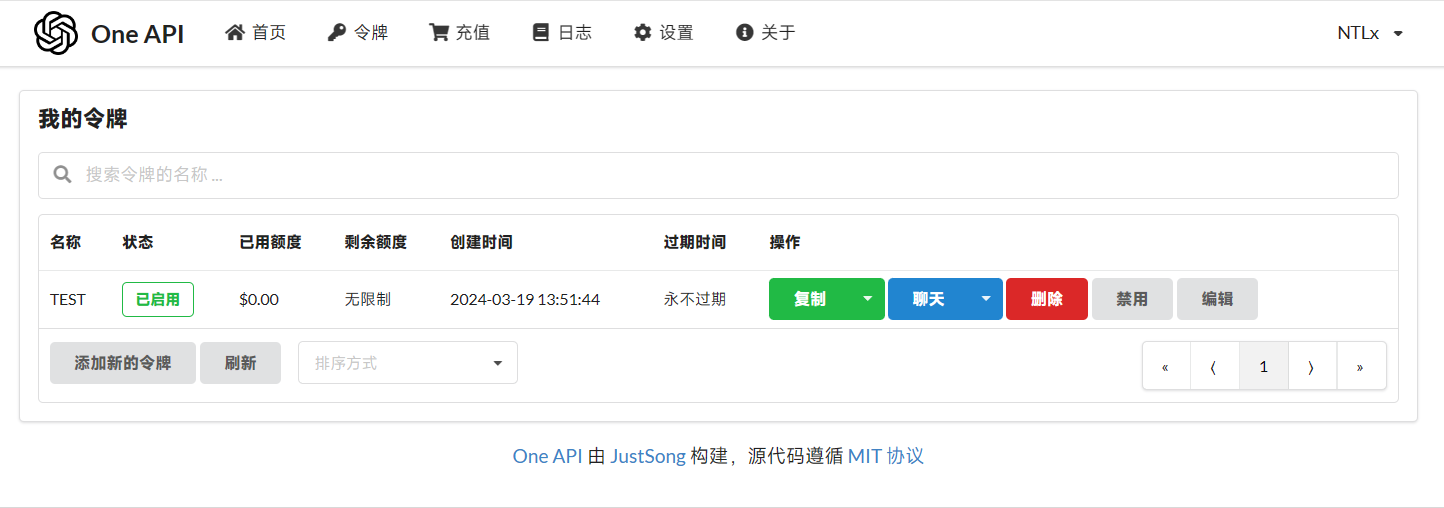 One API 首页 令牌 充值 日志 设置 关于 NTLx
我的令牌
搜索令牌的名称 ...
名称 状态 已用额度 剩余额度 创建时间 过期时间 操作
TEST 已启用 $0.00 无限制 2024-03-19 13:51:44 永不过期 复制 聊天 删除 禁用 编辑
添加新的令牌 刷新 排序方式 « ⟨ 1 ⟩ »
One API 由 JustSong 构建，源代码遵循 MIT 协议